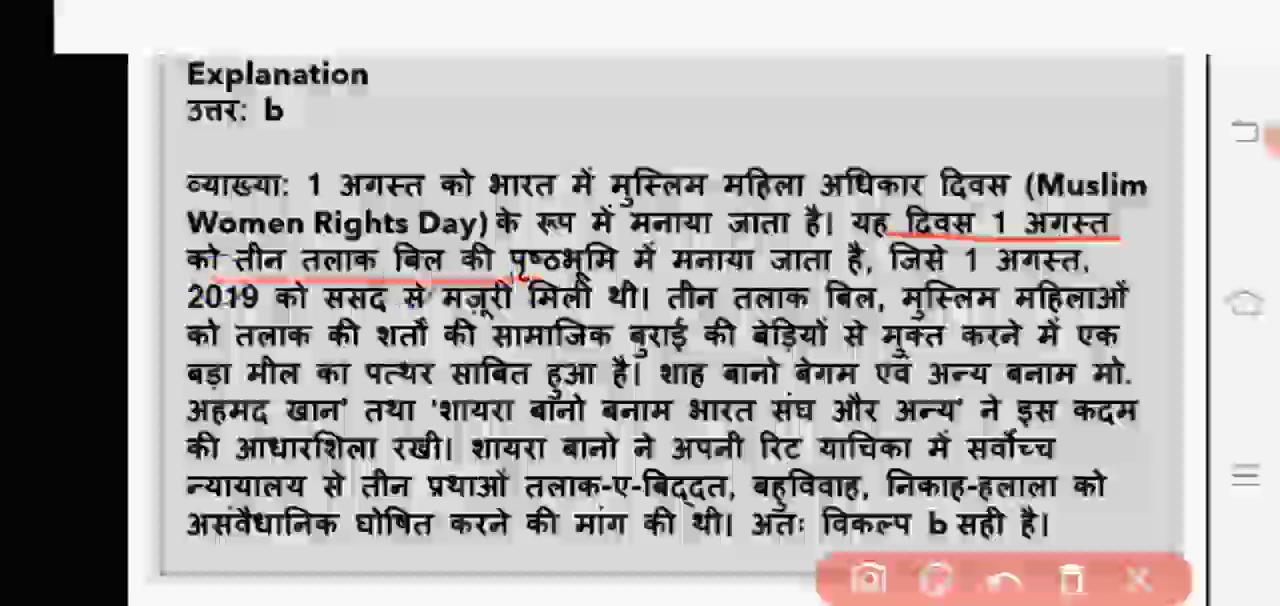 Explanation
उत्तर: b
व्याख्या: 1 अगस्त को भारत में मुस्लिम महिला अधिकार दिवस (Muslim
Women Rights Day) के रूप में मनाया जाता है। यह दिवस 1 अगस्त
को तीन तलाक बिल की पृष्ठभूमि में मनाया जाता है, जिसे 1 अगस्त,
2019 को संसद से मंजूरी मिली थी। तीन तलाक बिल, मुस्लिम महिलाओं
को तलाक की शर्तों की सामाजिक बुराई की बेड़ियों से मुक्त करने में एक
बड़ा मील का पत्थर साबित हुआ है। शाह बानो बेगम एवं अन्य बनाम मो.
अहमद खान' तथा 'शायरा बानो बनाम भारत संघ और अन्य' ने इस कदम
की आधारशिला रखी। शायरा बानो ने अपनी रिट याचिका में सर्वोच्च
न्यायालय से तीन प्रथाओं तलाक-ए-बिद्दत, बहुविवाह, निकाह-हलाला को
असंवैधानिक घोषित करने की मांग की थी। अतः विकल्प b सही है।